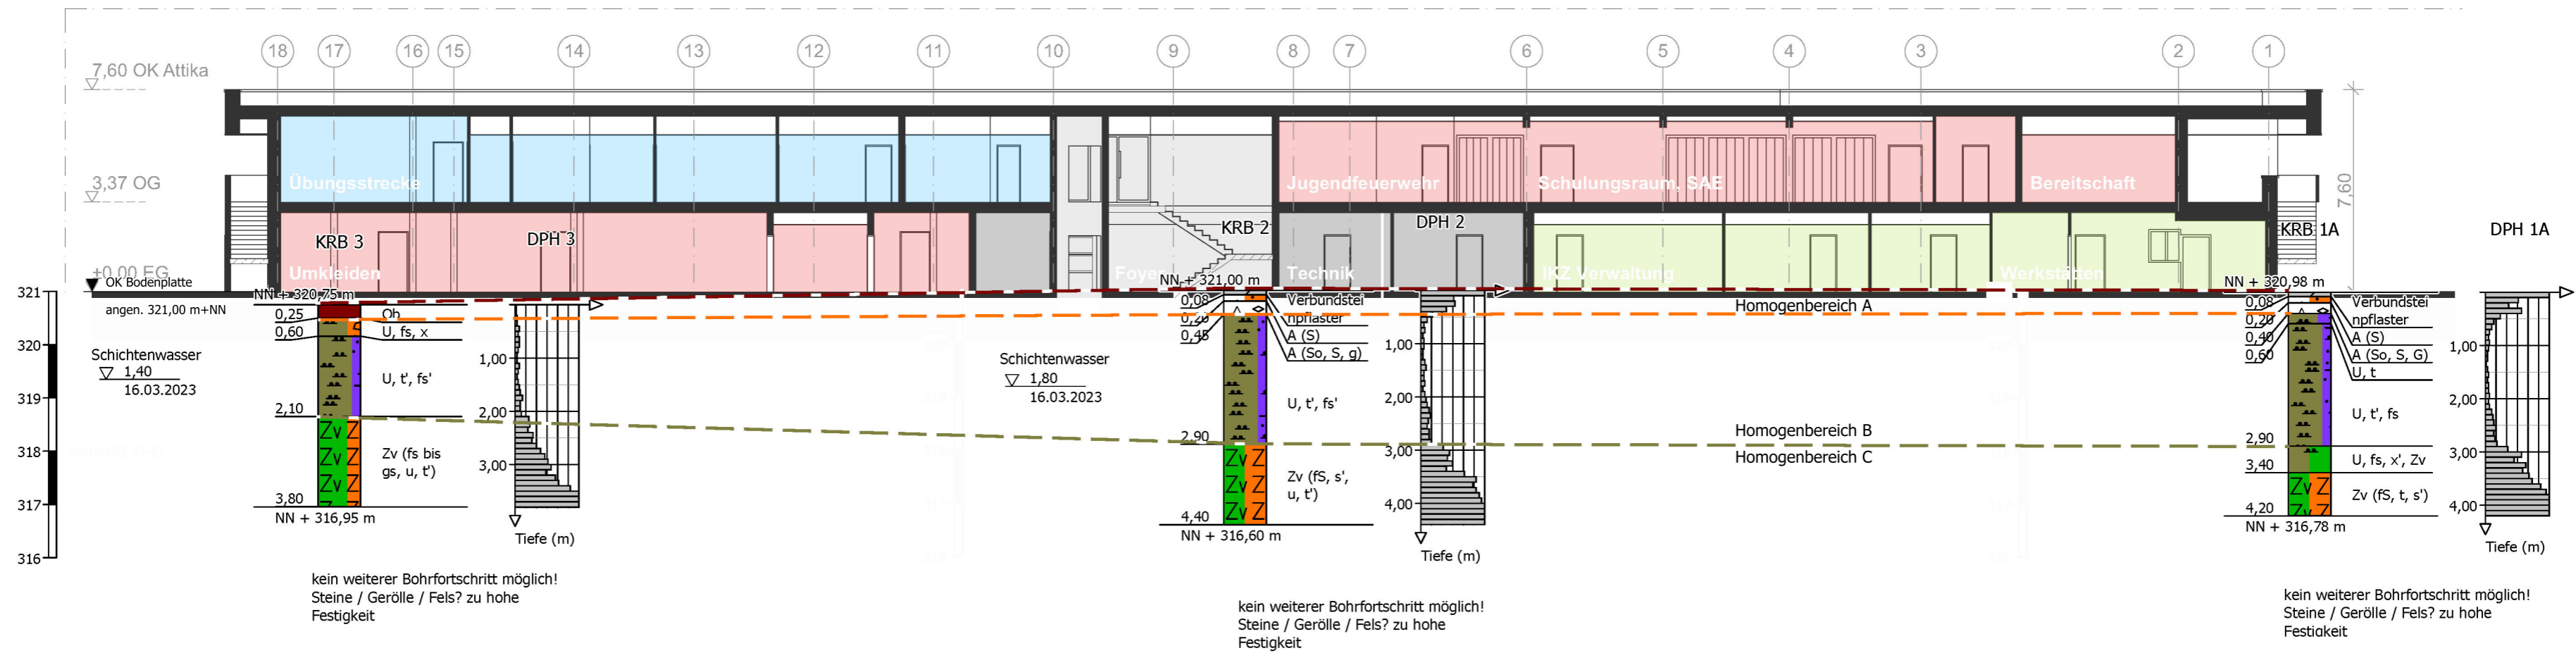 18 17 16 15 14 13 12 11 10 9 8 7 6 5 4 3 2 1
7,60 OK Attika
3,37 OG
Übungsstrecke
Jugendfeuerwehr
Schulungsraum, SAE
Bereitschaft
7,60
KRB 3
DPH 3
KRB 2
DPH 2
KRB 1A
DPH 1A
±0,00 EG
Umkleiden
Foyer
Technik
IKZ Verwaltung
Werkstätten
OK Bodenplatte
angen. 321,00 m+NN
321
320
319
318
317
316
Schichtenwasser
1,40
16.03.2023
NN + 320,75 m
0,25
0,60
2,10
3,80
Ob
U, fs, x
U, t', fs'
Zv (fs bis
gs, u, t')
NN + 316,95 m
1,00
2,00
3,00
Tiefe (m)
kein weiterer Bohrfortschritt möglich!
Steine / Gerölle / Fels? zu hohe
Festigkeit
Schichtenwasser
1,80
16.03.2023
NN + 321,00 m
0,08
0,20
0,45
2,90
4,40
Verbundstei
npflaster
A (S)
A (So, S, g)
U, t', fs'
Zv (fS, s',
u, t')
NN + 316,60 m
1,00
2,00
3,00
4,00
Tiefe (m)
kein weiterer Bohrfortschritt möglich!
Steine / Gerölle / Fels? zu hohe
Festigkeit
Homogenbereich A
Homogenbereich B
Homogenbereich C
NN + 320,98 m
0,08
0,20
0,40
0,60
2,90
3,40
4,20
Verbundstei
npflaster
A (S)
A (So, S, G)
U, t
U, t', fs
U, fs, x', Zv
Zv (fS, t, s')
NN + 316,78 m
1,00
2,00
3,00
4,00
Tiefe (m)
kein weiterer Bohrfortschritt möglich!
Steine / Gerölle / Fels? zu hohe
Festigkeit